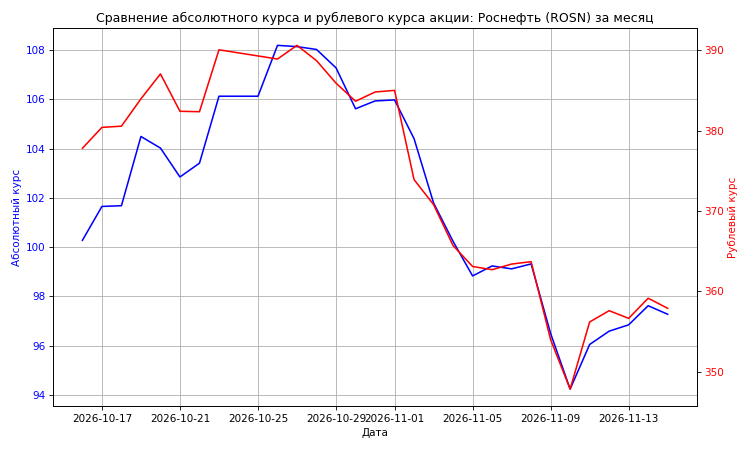 Сравнение абсолютного курса и рублевого курса акции: Роснефть (ROSN) за месяц
108
106
104
102
100
98
96
94
Абсолютный курс
390
380
370
360
350
Рублевый курс
2026-10-17 2026-10-21 2026-10-25 2026-10-29 2026-11-01 2026-11-05 2026-11-09 2026-11-13
Дата